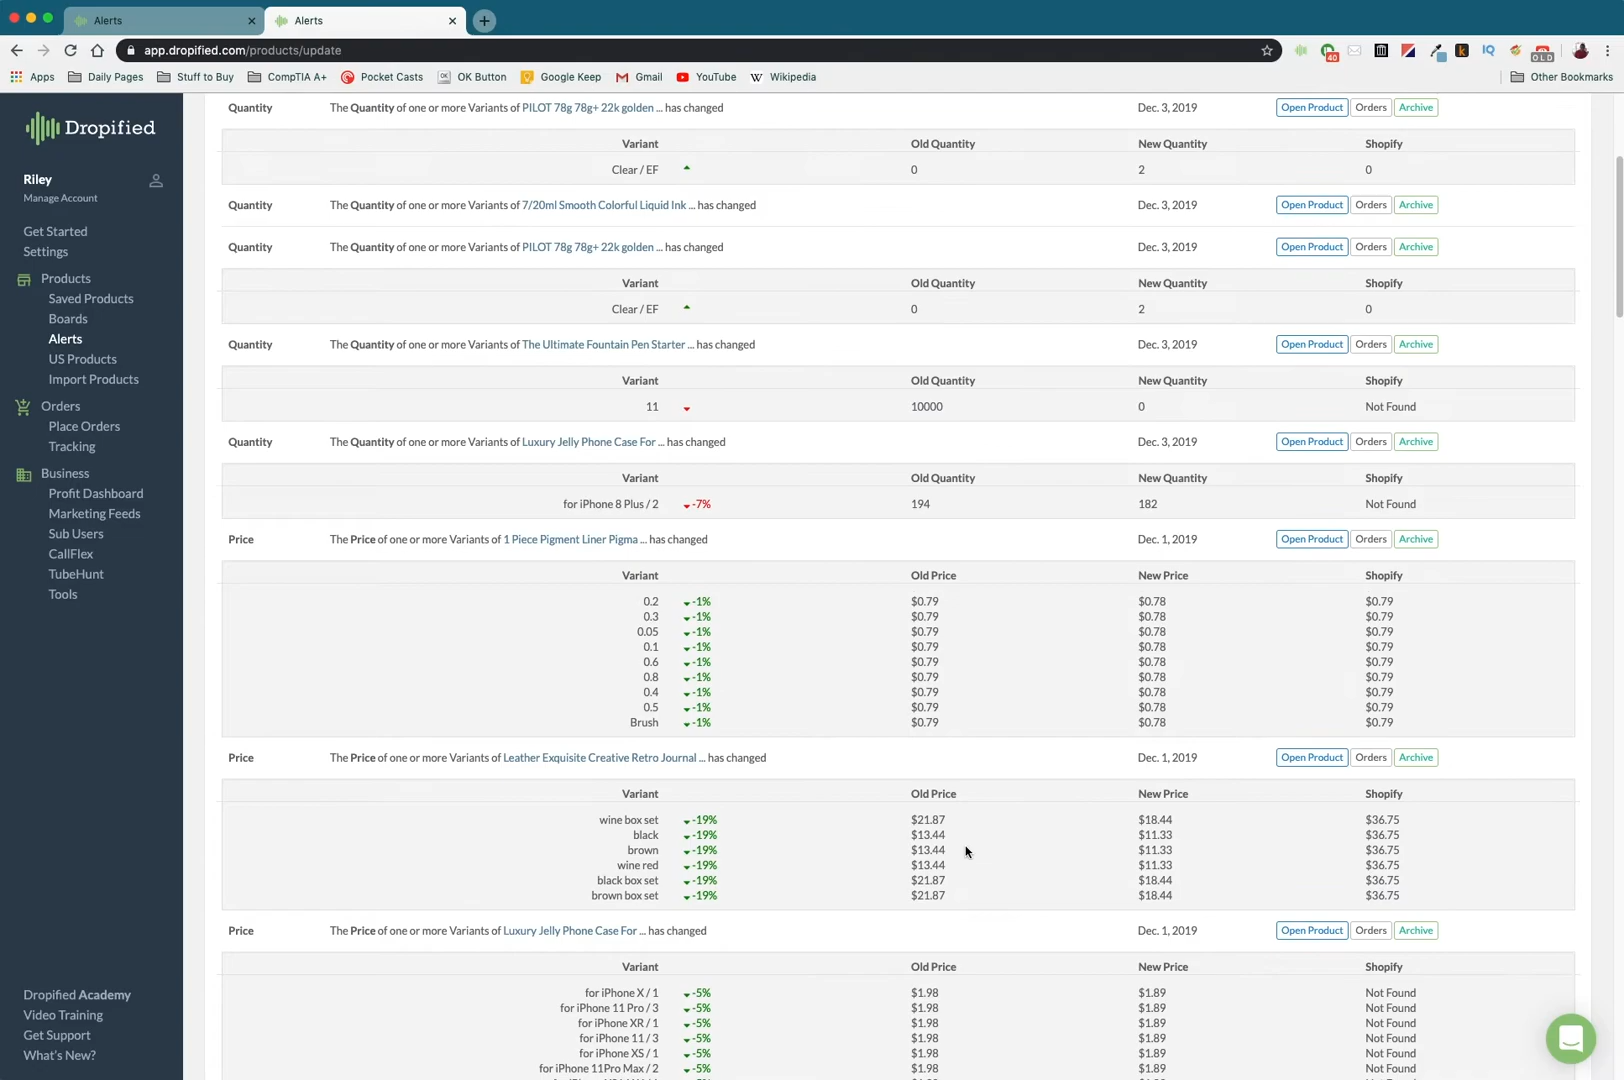 Alerts
Alerts
app.dropified.com/products/update
40
IQ
OLD
Apps Daily Pages Stuff to Buy CompTIA A+ Pocket Casts OK Button Google Keep Gmail YouTube Wikipedia Other Bookmarks
Dropified
Riley
Manage Account
Get Started
Settings
Products
Saved Products
Boards
Alerts
US Products
Import Products
Orders
Place Orders
Tracking
Business
Profit Dashboard
Marketing Feeds
Sub Users
CallFlex
TubeHunt
Tools
Dropified Academy
Video Training
Get Support
What's New?
Quantity The Quantity of one or more Variants of PILOT 78g 78g+ 22k golden ... has changed Dec. 3, 2019 Open Product Orders Archive
Variant Old Quantity New Quantity Shopify
Clear / EF 0 2 0
Quantity The Quantity of one or more Variants of 7/20ml Smooth Colorful Liquid Ink ... has changed Dec. 3, 2019 Open Product Orders Archive
Quantity The Quantity of one or more Variants of PILOT 78g 78g+ 22k golden ... has changed Dec. 3, 2019 Open Product Orders Archive
Variant Old Quantity New Quantity Shopify
Clear / EF 0 2 0
Quantity The Quantity of one or more Variants of The Ultimate Fountain Pen Starter ... has changed Dec. 3, 2019 Open Product Orders Archive
Variant Old Quantity New Quantity Shopify
11 10000 0 Not Found
Quantity The Quantity of one or more Variants of Luxury Jelly Phone Case For ... has changed Dec. 3, 2019 Open Product Orders Archive
Variant Old Quantity New Quantity Shopify
for iPhone 8 Plus / 2 -7% 194 182 Not Found
Price The Price of one or more Variants of 1 Piece Pigment Liner Pigma ... has changed Dec. 1, 2019 Open Product Orders Archive
Variant Old Price New Price Shopify
0.2 -1% $0.79 $0.78 $0.79
0.3 -1% $0.79 $0.78 $0.79
0.05 -1% $0.79 $0.78 $0.79
0.1 -1% $0.79 $0.78 $0.79
0.6 -1% $0.79 $0.78 $0.79
0.8 -1% $0.79 $0.78 $0.79
0.4 -1% $0.79 $0.78 $0.79
0.5 -1% $0.79 $0.78 $0.79
Brush -1% $0.79 $0.78 $0.79
Price The Price of one or more Variants of Leather Exquisite Creative Retro Journal ... has changed Dec. 1, 2019 Open Product Orders Archive
Variant Old Price New Price Shopify
wine box set -19% $21.87 $18.44 $36.75
black -19% $13.44 $11.33 $36.75
brown -19% $13.44 $11.33 $36.75
wine red -19% $13.44 $11.33 $36.75
black box set -19% $21.87 $18.44 $36.75
brown box set -19% $21.87 $18.44 $36.75
Price The Price of one or more Variants of Luxury Jelly Phone Case For ... has changed Dec. 1, 2019 Open Product Orders Archive
Variant Old Price New Price Shopify
for iPhone X / 1 -5% $1.98 $1.89 Not Found
for iPhone 11 Pro / 3 -5% $1.98 $1.89 Not Found
for iPhone XR / 1 -5% $1.98 $1.89 Not Found
for iPhone 11 / 3 -5% $1.98 $1.89 Not Found
for iPhone XS / 1 -5% $1.98 $1.89 Not Found
for iPhone 11Pro Max / 2 -5% $1.98 $1.89 Not Found